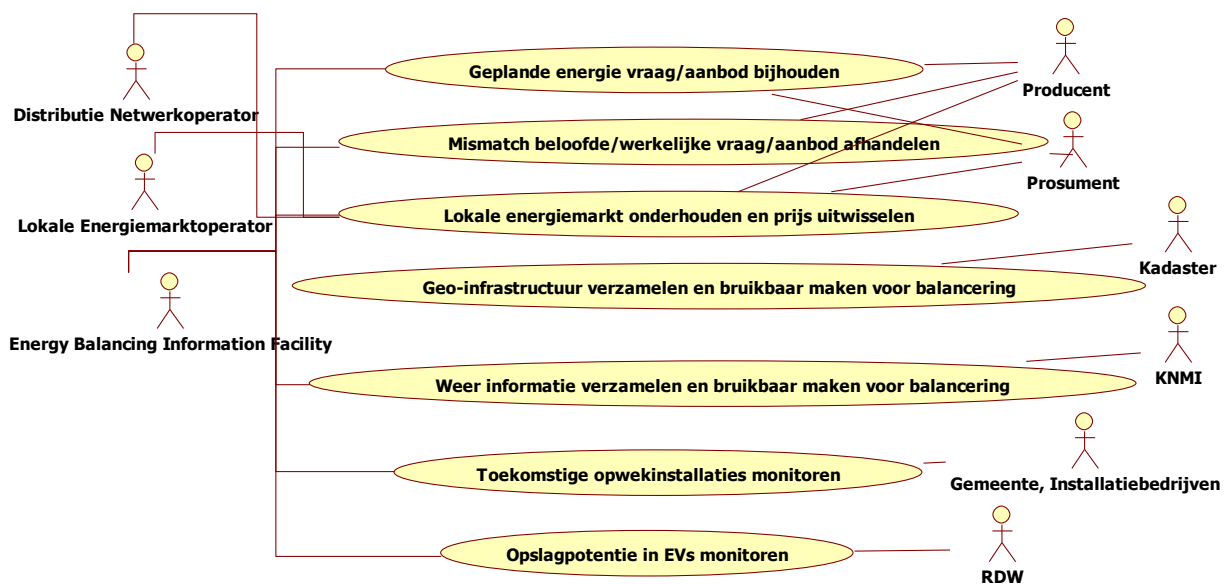 Geplande energie vraag/aanbod bijhouden
Producent
Distributie Netwerkoperator
Mismatch beloofde/werkelijke vraag/aanbod afhandelen
Prosument
Lokale energiemarkt onderhouden en prijs uitwisselen
Lokale Energiemarktoperator
Kadaster
Geo-infrastructuur verzamelen en bruikbaar maken voor balancering
Energy Balancing Information Facility
KNMI
Weer informatie verzamelen en bruikbaar maken voor balancering
Toekomstige opwekinstallaties monitoren
Gemeente, Installatiebedrijven
Opslagpotentie in EVs monitoren
RDW